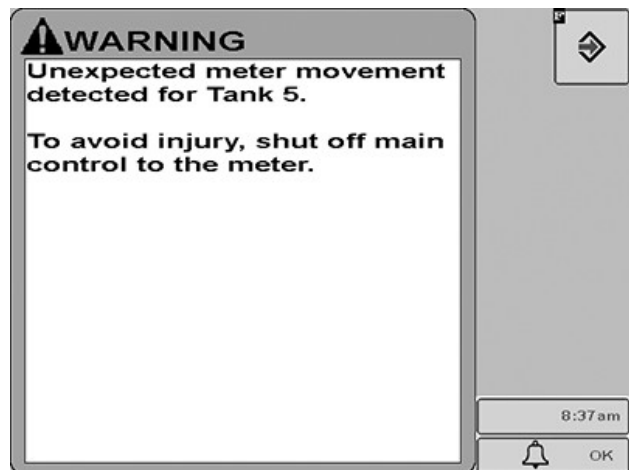 WARNING
Unexpected meter movement
detected for Tank 5.
To avoid injury, shut off main
control to the meter.
8:37am
OK